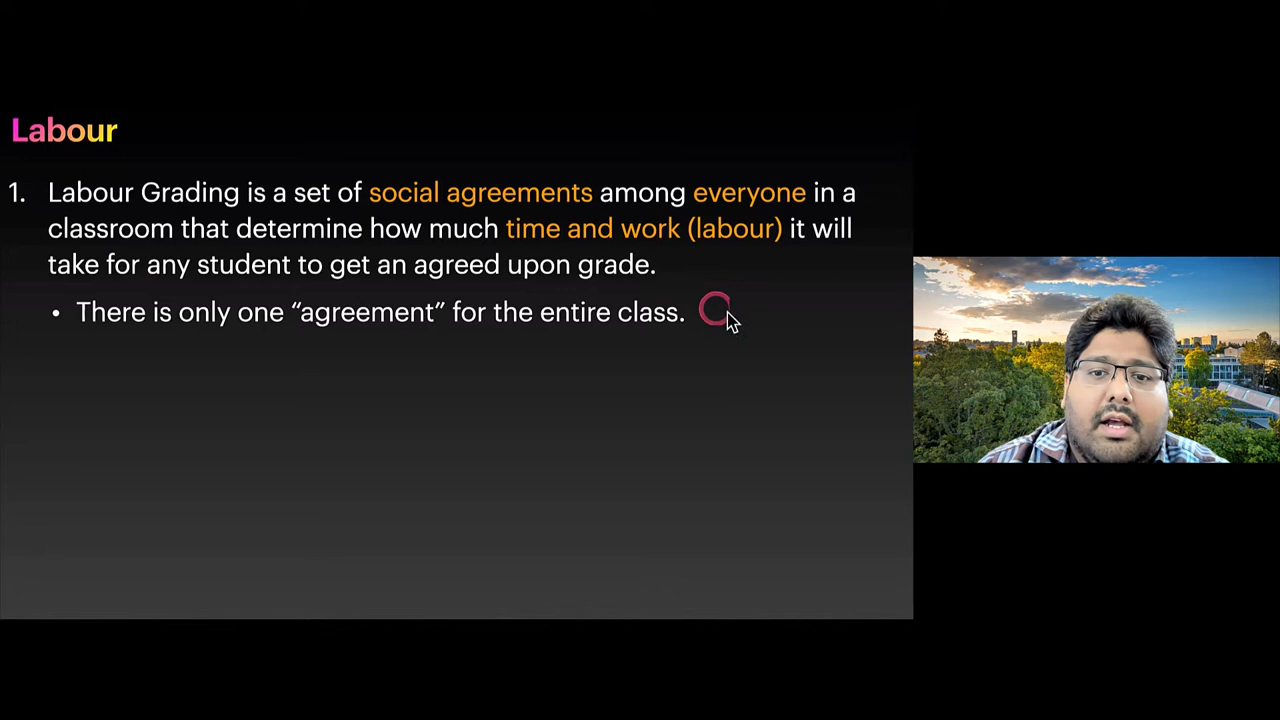 Labour
1. Labour Grading is a set of social agreements among everyone in a
classroom that determine how much time and work (labour) it will
take for any student to get an agreed upon grade.
• There is only one “agreement” for the entire class.